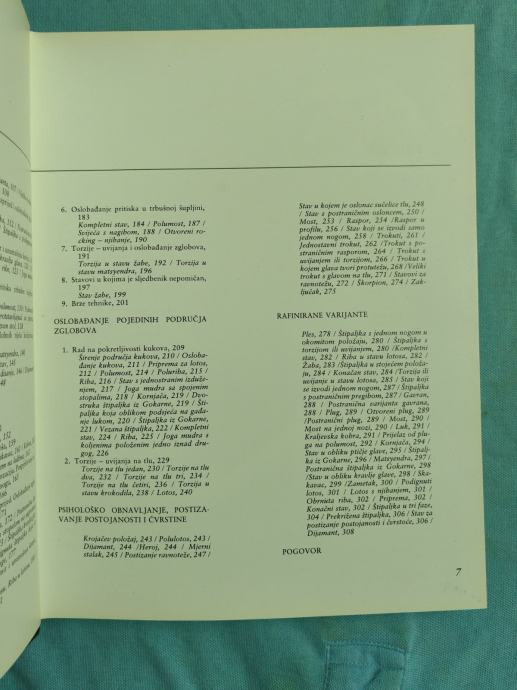 6. Oslobađanje pritiska u trbušnoj šupljini,
183
Kompletni stav, 184 / Polumost, 187 /
Svijeća s nagibom, 188 / Otvoreni ro-
cking – njihanje, 190
7. Torzije – uvijanja i oslobađanje zglobova,
191
Torzija u stavu žabe, 192 / Torzija u
stavu matsyendra, 196
8. Stavovi u kojima je sljedbenik nepomičan,
197
Stav žabe, 199
9. Brze tehnike, 201
OSLOBAĐANJE POJEDINIH PODRUČJA
ZGLOBOVA
1. Rad na pokretljivosti kukova, 209
Širenje područja kukova, 210 / Osloba-
đanje kukova, 211 / Priprema za lotos,
212 / Polumost, 214 / Poluriba, 215 /
Riba, 216 / Stav s jednostranim izduže-
njem, 217 / Joga mudra sa spojenim
stopalima, 218 / Kornjača, 219 / Dvo-
struka štipaljka iz Gokarne, 219 / Šti-
paljka koja oblikom podsjeća na gađa-
nje lukom, 220 / Štipaljka iz Gokarne,
221 / Vezana štipaljka, 222 / Kompletni
stav, 224 / Riba, 225 / Joga mudra s
koljenima položenim jedno iznad dru-
gog, 226
2. Torzije – uvijanja na tlu, 229
Torzije na tlu jedan, 230 / Torzije na tlu
dva, 232 / Torzije na tlu tri, 234 /
Torzije na tlu četiri, 236 / Torzija u
stavu krokodila, 238 / Lotos, 240
PSIHOLOŠKO OBNAVLJANJE, POSTIZA-
VANJE POSTOJANOSTI I ČVRSTINE
Krojačev položaj, 243 / Polulotos, 243 /
Dijamant, 244 /Heroj, 244 / Mjerni
stalak, 245 / Postizanje ravnoteže, 247 /
Stav u kojem je oslonac sučelice tlu, 248
/ Stav s postraničnim osloncem, 250 /
Most, 253 / Raspor, 254 /Raspor u
profilu, 256 / Stav koji se izvodi samo
jednom nogom, 258 / Trokuti, 261 /
Jednostavni trokut, 262 /Trokut s po-
straničnim rasporom, 264 / Trokut s
uvijanjem ili torzijom, 266 / Trokut u
kojem glava tvori protutežu, 268 /Veliki
trokut s glavom na tlu, 271 / Stavovi za
ravnotežu, 272 / Škorpion, 274 / Zak-
ljučak, 275
RAFINIRANE VARIJANTE
Ples, 278 / Štipaljka s jednom nogom u
okomitom položaju, 280 / Štipaljka s
torzijom ili uvijanjem, 280 /Kompletni
stav, 282 / Riba u stavu lotosa, 282 /
Žaba, 283 /Štipaljka u stojećem položa-
ju, 284 / Konačan stav, 284 /Torzija ili
uvijanje u stavu lotosa, 285 / Stav koji
se izvodi jednom nogom, 287 /Štipaljka
s postraničnim pregibom, 287 / Gavran,
288 / Postranična varijanta gavrana,
288 / Plug, 289 / Otvoreni plug, 289
/Postranični plug, 289 / Most, 290 /
Most na jednoj nozi, 290 / Luk, 291 /
Kraljevska kobra, 291 / Prijelaz od plu-
ga na polumost, 292 / Kornjača, 294 /
Stav u obliku ptičje glave, 295 / Štipalj-
ka iz Gokarne, 296 / Matsyendra, 297 /
Postranična štipaljka iz Gokarne, 298
/Stav u obliku kravlje glave, 298 / Ska-
kavac, 299 /Zametak, 300 / Podignuti
lotos, 301 / Lotos s njihanjem, 301 /
Obrnuta riba, 302 / Priprema, 302 /
Konačni stav, 302 / Štipaljka u tri faze,
304 / Prekrižena štipaljka, 306 / Stav za
postizanje postojanosti i čvrstoće, 306 /
Dijamant, 308
POGOVOR
7